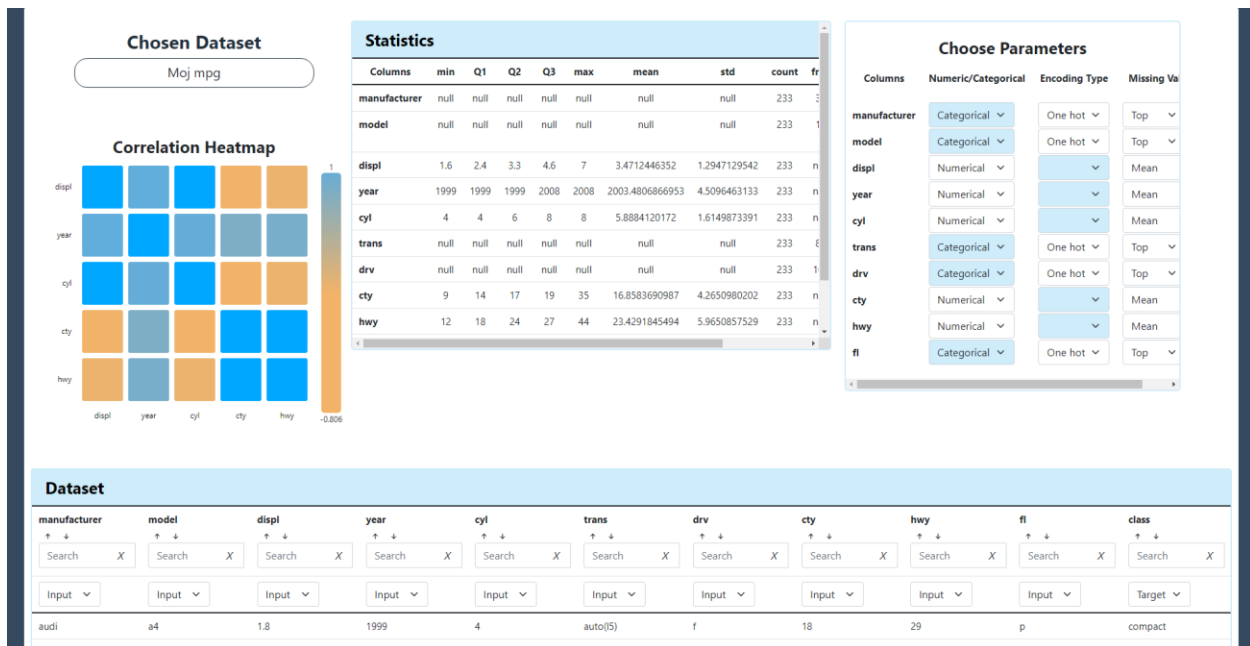 Chosen Dataset
Moj mpg
Correlation Heatmap
1
displ
year
cyl
cty
hwy
displ year cyl cty hwy
-0.806
Statistics
Columns min Q1 Q2 Q3 max mean std count fr
manufacturer null null null null null null null 233
model null null null null null null null 233 1
displ 1.6 2.4 3.3 4.6 7 3.4712446352 1.2947129542 233 n
year 1999 1999 1999 2008 2008 2003.4806866953 4.5096463133 233 n
cyl 4 4 6 8 8 5.8884120172 1.6149873391 233 n
trans null null null null null null null 233 8
drv null null null null null null null 233 1
cty 9 14 17 19 35 16.8583690987 4.2650980202 233 n
hwy 12 18 24 27 44 23.4291845494 5.9650857529 233 n
Choose Parameters
Columns Numeric/Categorical Encoding Type Missing Val
manufacturer Categorical One hot Top
model Categorical One hot Top
displ Numerical Mean
year Numerical Mean
cyl Numerical Mean
trans Categorical One hot Top
drv Categorical One hot Top
cty Numerical Mean
hwy Numerical Mean
fl Categorical One hot Top
Dataset
manufacturer model displ year cyl trans drv cty hwy fl class
↑ ↓ ↑ ↓ ↑ ↓ ↑ ↓ ↑ ↓ ↑ ↓ ↑ ↓ ↑ ↓ ↑ ↓ ↑ ↓ ↑ ↓
Search X Search X Search X Search X Search X Search X Search X Search X Search X Search X Search X
Input Input Input Input Input Input Input Input Input Input Target
audi a4 1.8 1999 4 auto(l5) f 18 29 p compact